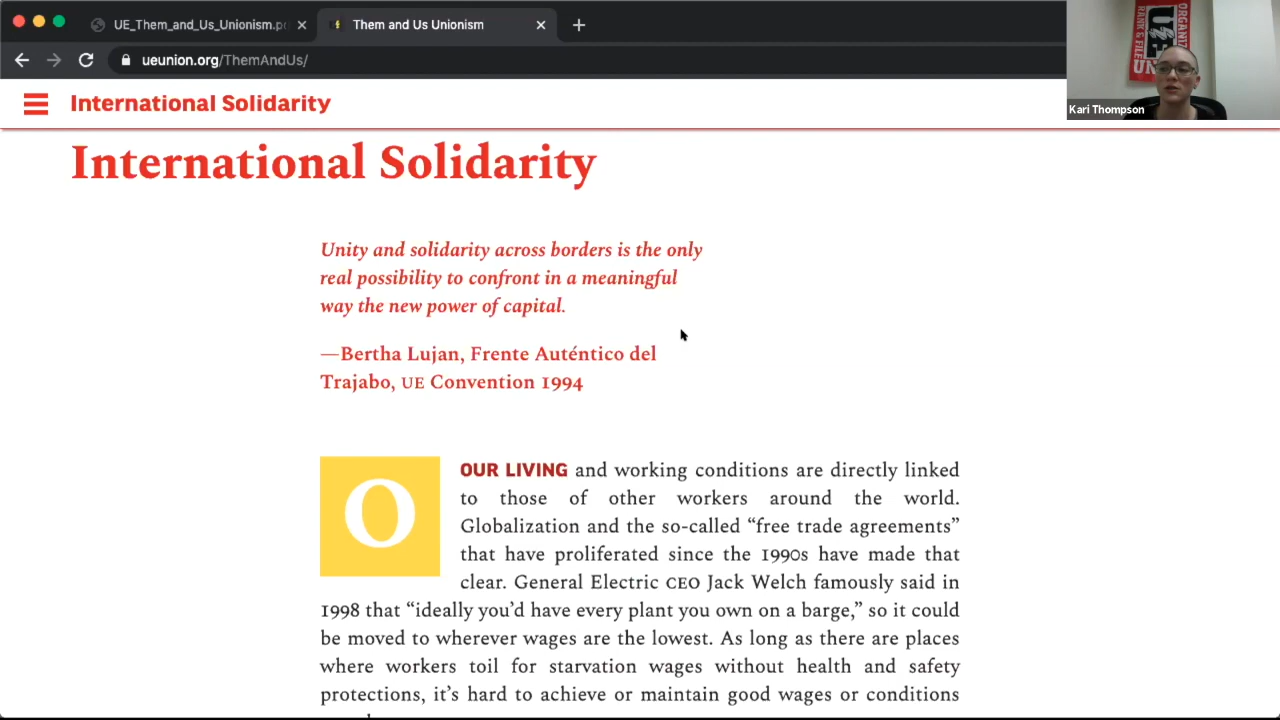 UE_Them_and_Us_Unionism.p
Them and Us Unionism
ueunion.org/ThemAndUs/
International Solidarity
ORGANIZ
RANK & FILE
UE
UN
Kari Thompson
International Solidarity
Unity and solidarity across borders is the only
real possibility to confront in a meaningful
way the new power of capital.
—Bertha Lujan, Frente Auténtico del
Trajabo, UE Convention 1994
O
OUR LIVING and working conditions are directly linked
to those of other workers around the world.
Globalization and the so-called “free trade agreements”
that have proliferated since the 1990s have made that
clear. General Electric CEO Jack Welch famously said in
1998 that “ideally you’d have every plant you own on a barge,” so it could
be moved to wherever wages are the lowest. As long as there are places
where workers toil for starvation wages without health and safety
protections, it’s hard to achieve or maintain good wages or conditions